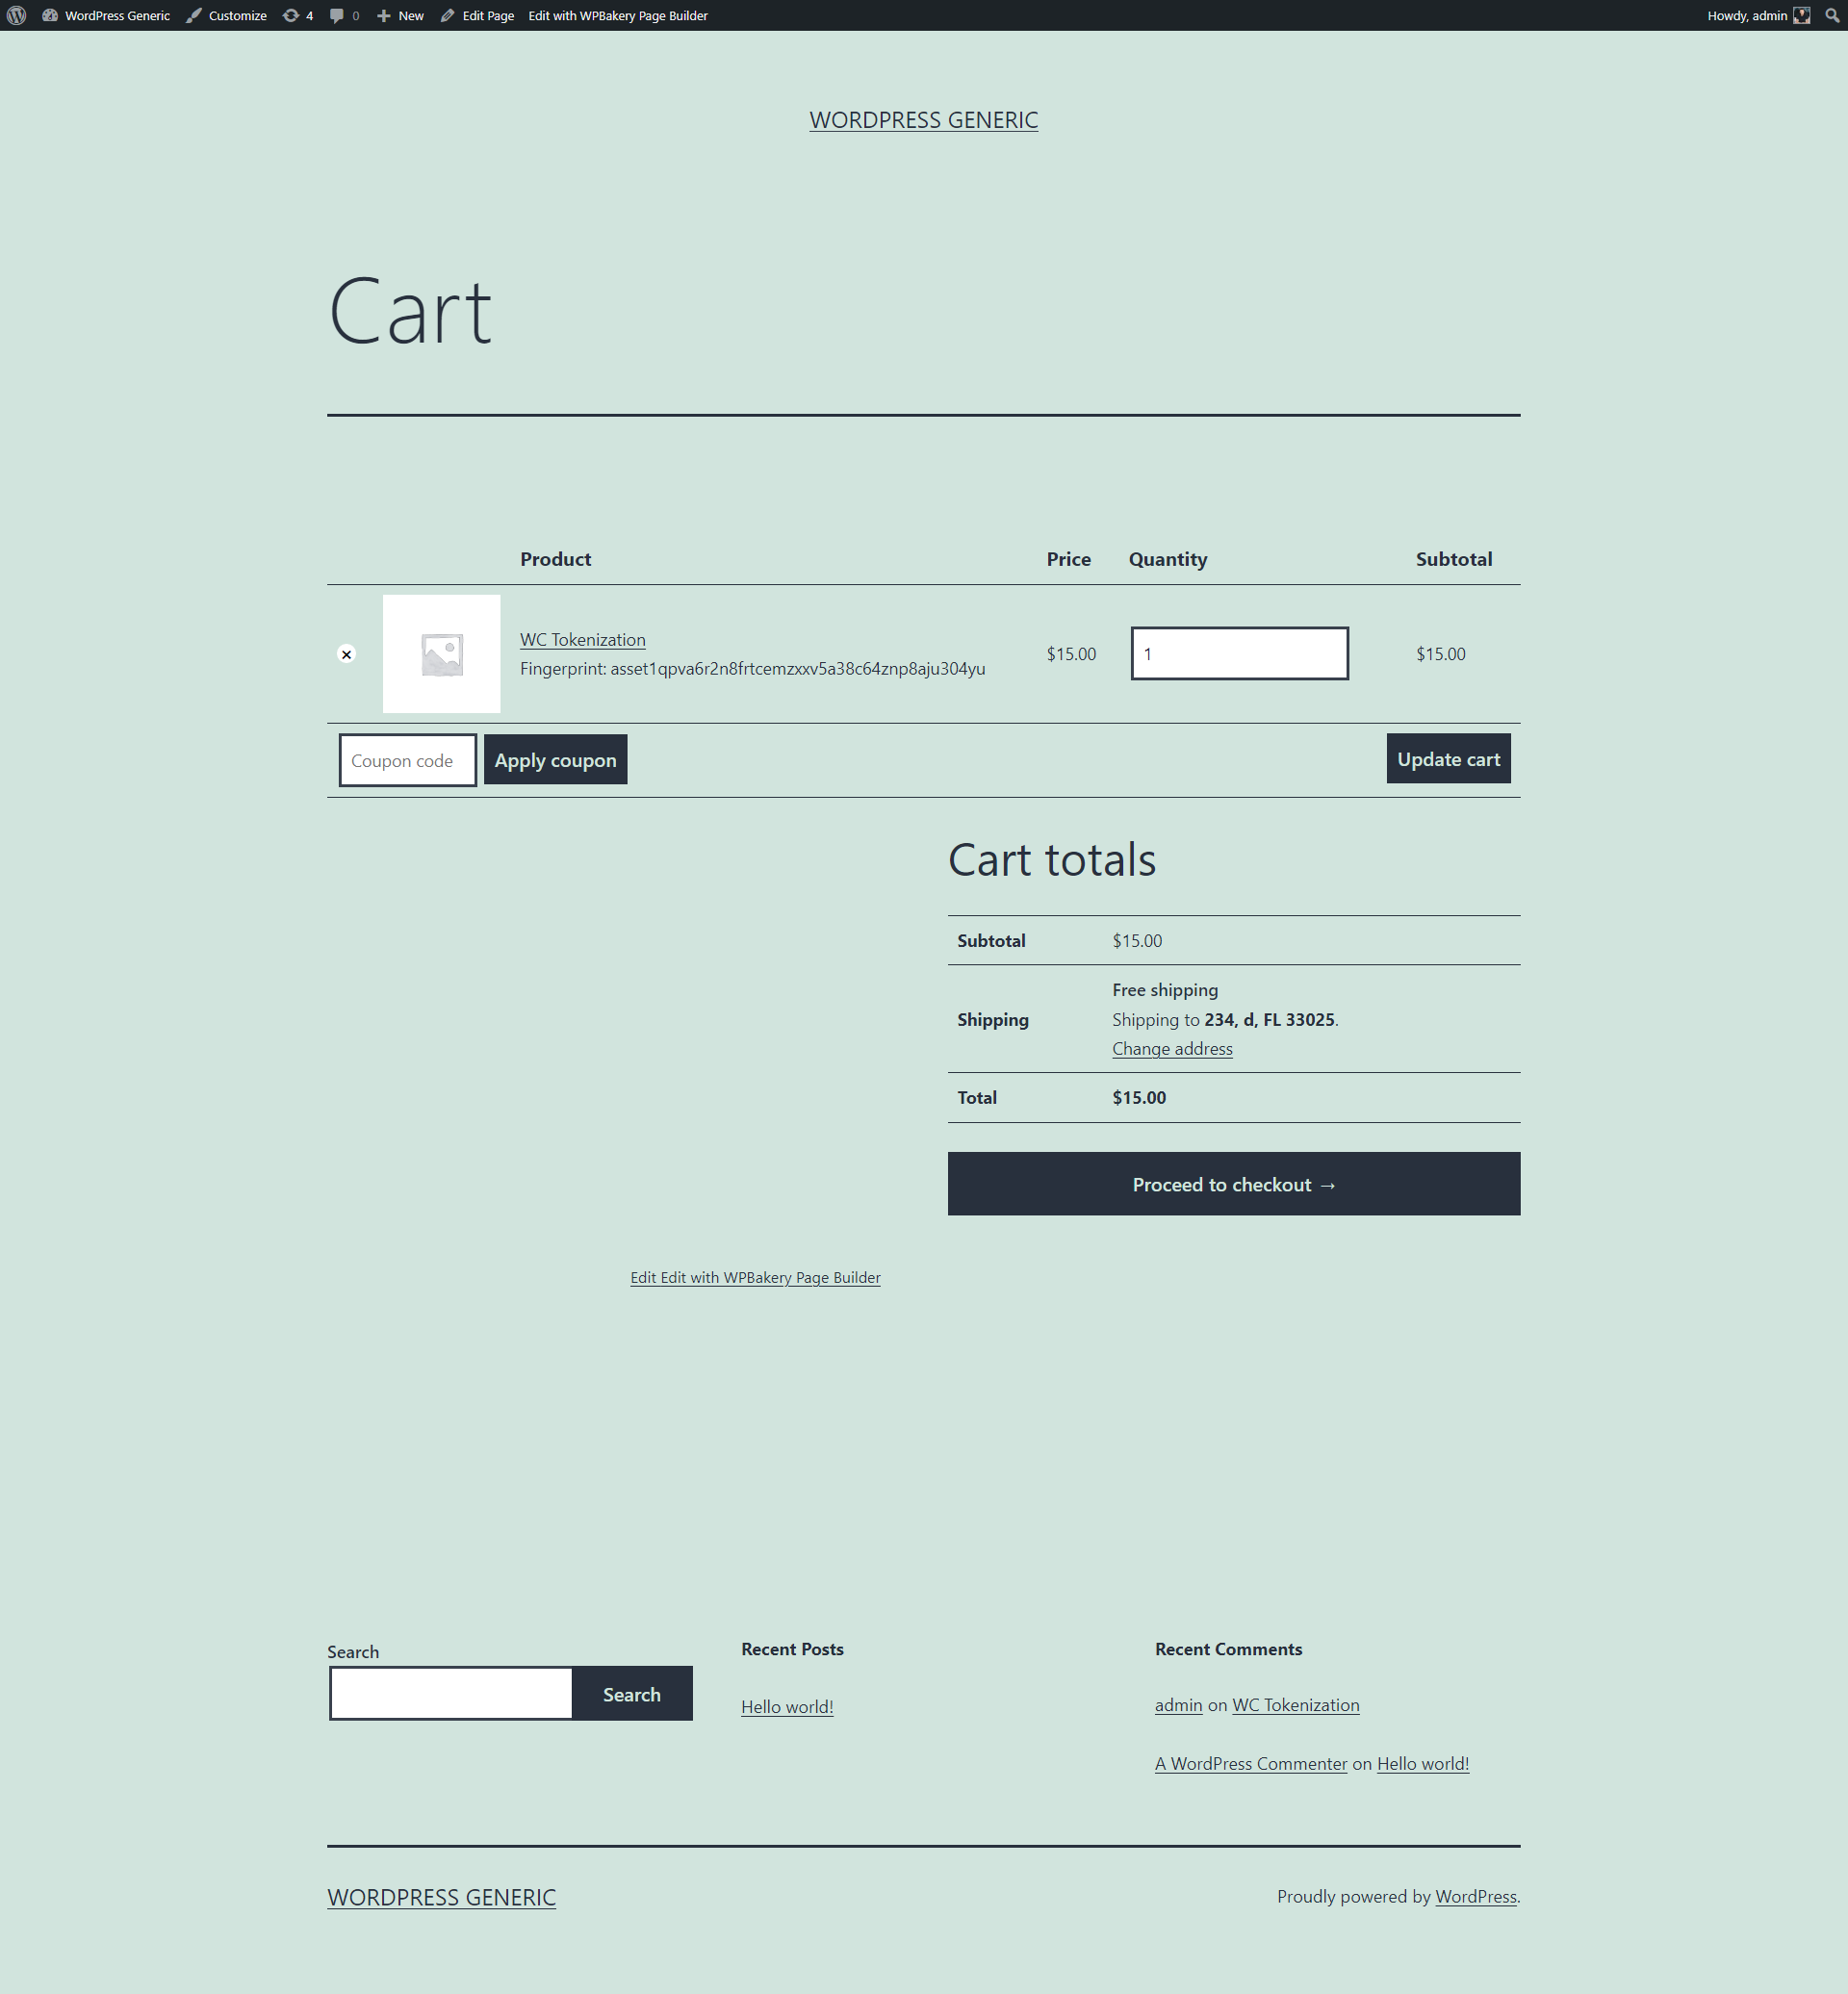 WordPress Generic Customize 4 0 New Edit Page Edit with WPBakery Page Builder Howdy, admin
WORDPRESS GENERIC
Cart
Product Price Quantity Subtotal
× WC Tokenization
Fingerprint: asset1qpva6r2n8frtcemzxxv5a38c64znp8aju304yu $15.00 1 $15.00
Coupon code Apply coupon Update cart
Cart totals
Subtotal $15.00
Free shipping
Shipping Shipping to 234, d, FL 33025.
Change address
Total $15.00
Proceed to checkout →
Edit Edit with WPBakery Page Builder
Search
Search
Recent Posts
Hello world!
Recent Comments
admin on WC Tokenization
A WordPress Commenter on Hello world!
WORDPRESS GENERIC Proudly powered by WordPress.